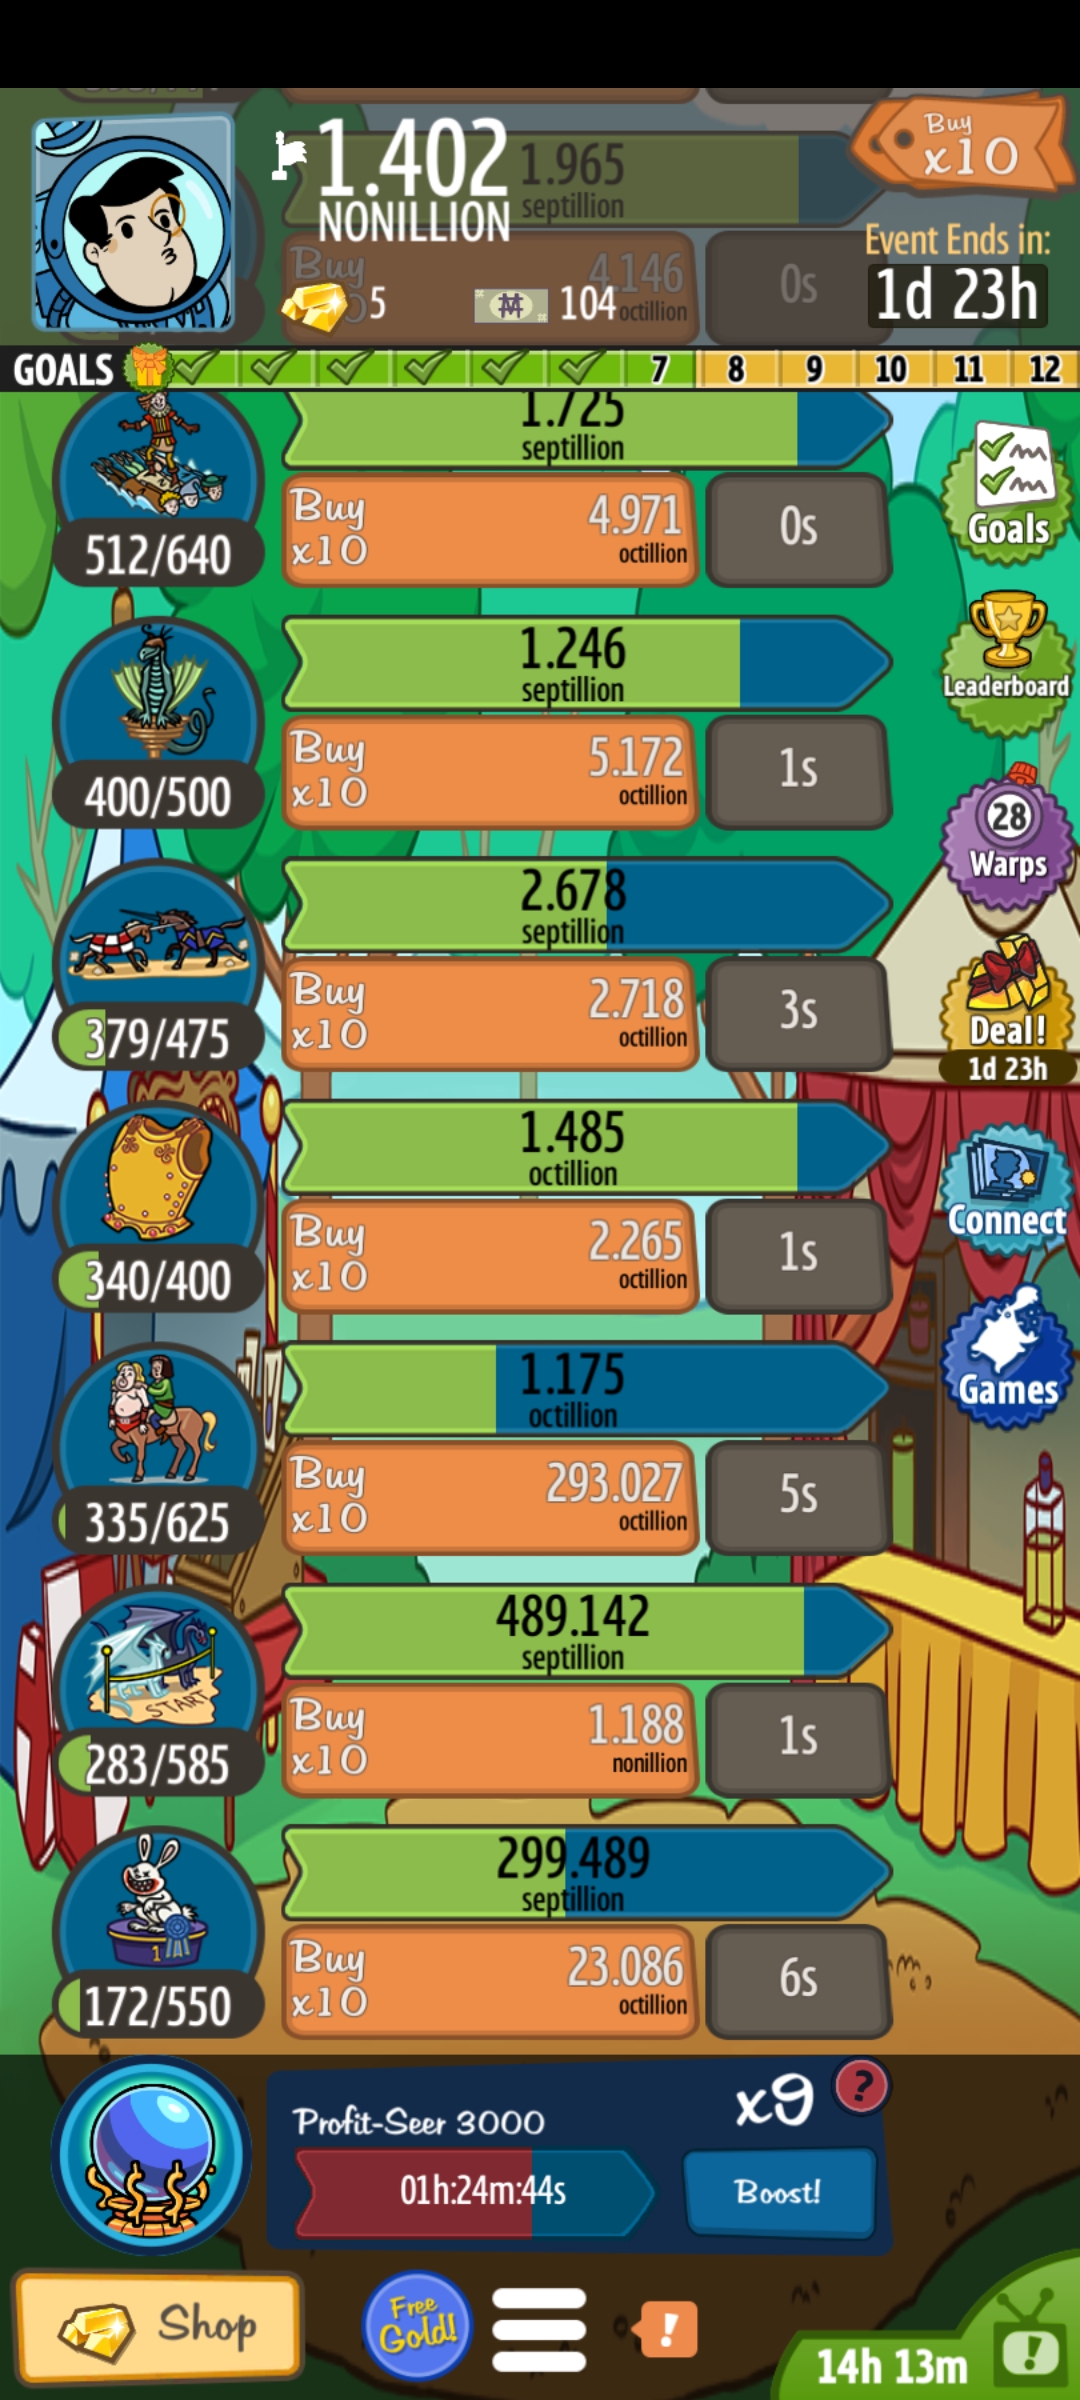 1.402
NONILLION
1.965
septillion
Buy
x10
Buy
4.146
octillion
0s
5
104
Event Ends in:
1d 23h
GOALS
7 8 9 10 11 12
1.725
septillion
512/640
Buy
x10
4.971
octillion
0s
Goals
1.246
septillion
400/500
Buy
x10
5.172
octillion
1s
Leaderboard
28
Warps
2.678
septillion
379/475
Buy
x10
2.718
octillion
3s
Deal!
1d 23h
1.485
octillion
340/400
Buy
x10
2.265
octillion
1s
Connect
1.175
octillion
335/625
Buy
x10
293.027
octillion
5s
Games
489.142
septillion
START
283/585
Buy
x10
1.188
nonillion
1s
299.489
septillion
1
172/550
Buy
x10
23.086
octillion
6s
Profit-Seer 3000
x9
?
01h:24m:44s
Boost!
Shop
Free
Gold!
!
14h 13m
!